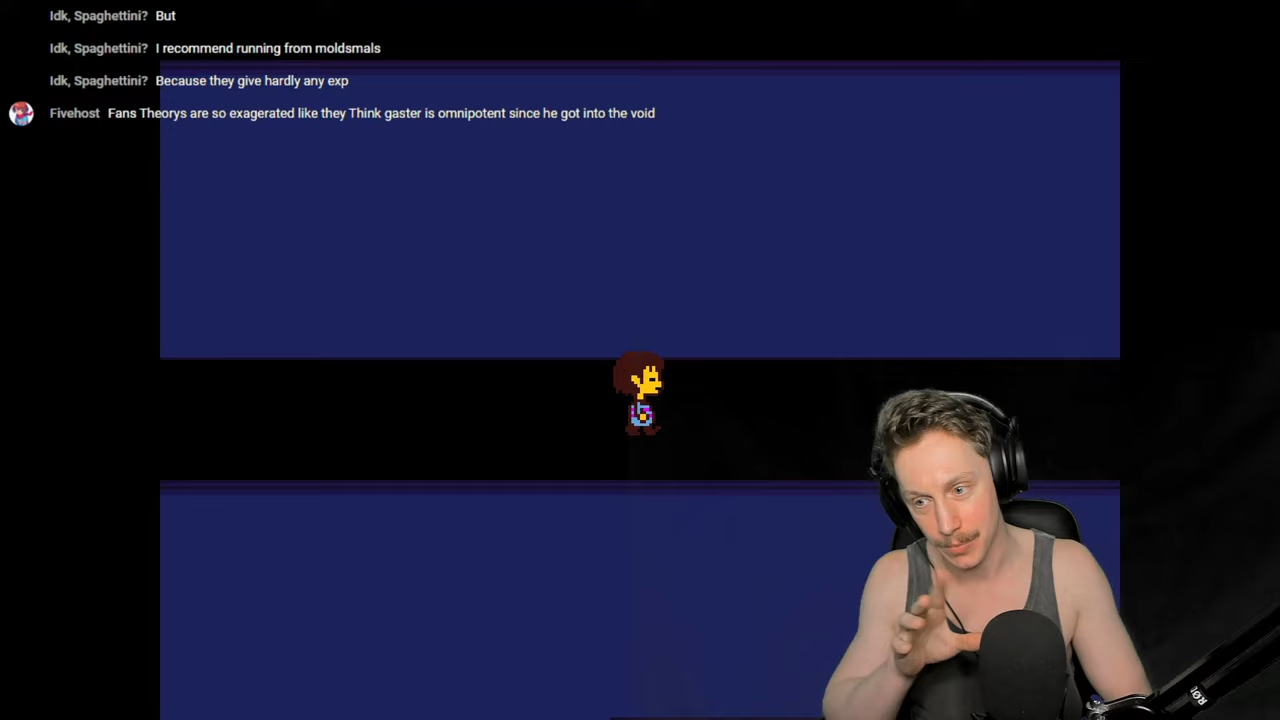 Idk, Spaghettini? But
Idk, Spaghettini? I recommend running from moldsmals
Idk, Spaghettini? Because they give hardly any exp
Fivehost Fans Theorys are so exagerated like they Think gaster is omnipotent since he got into the void